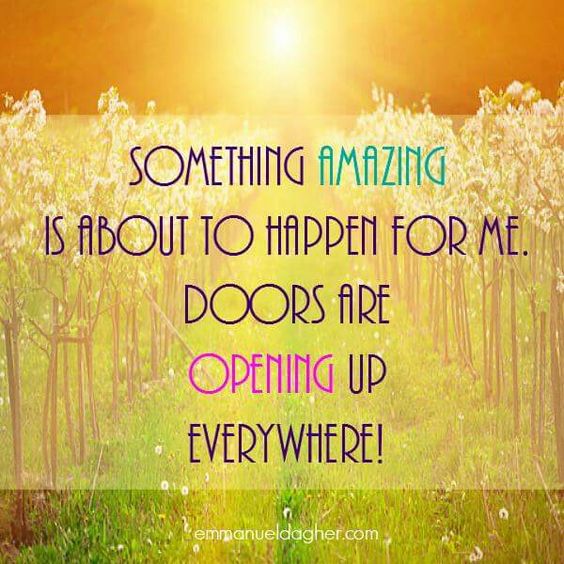 SOMETHING AMAZING
IS ABOUT TO HAPPEN FOR ME.
DOORS ARE
OPENING UP
EVERYWHERE!
emmanueldagher.com